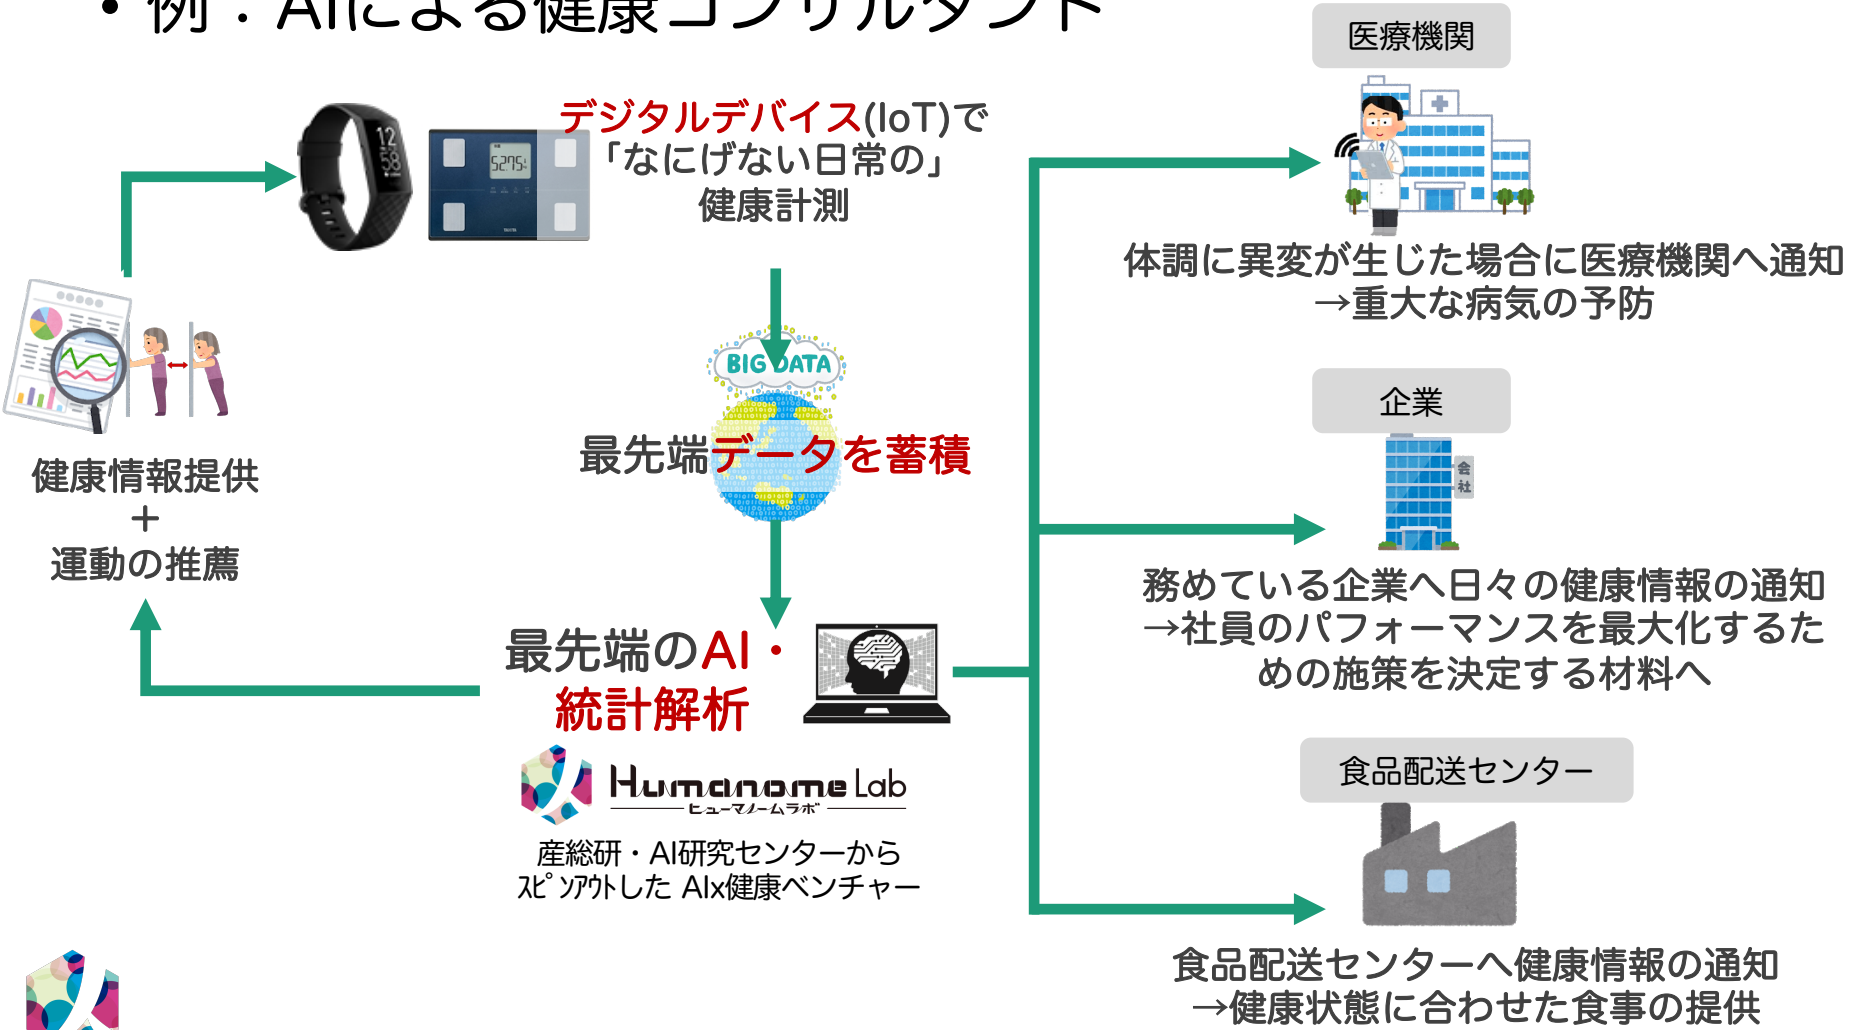 ・例：AIによる健康コンサルタント
デジタルデバイス(IoT)で
「なにげない日常の」
健康計測
12
58
BIG DATA
最先端データを蓄積
最先端のAI・
統計解析
Humanome Lab
ヒューマノームラボ
産総研・AI研究センターから
ｽﾋﾟﾝｱｳﾄした AIx健康ベンチャー
健康情報提供
＋
運動の推薦
医療機関
体調に異変が生じた場合に医療機関へ通知
→重大な病気の予防
企業
会社
務めている企業へ日々の健康情報の通知
→社員のパフォーマンスを最大化するた
めの施策を決定する材料へ
食品配送センター
食品配送センターへ健康情報の通知
→健康状態に合わせた食事の提供